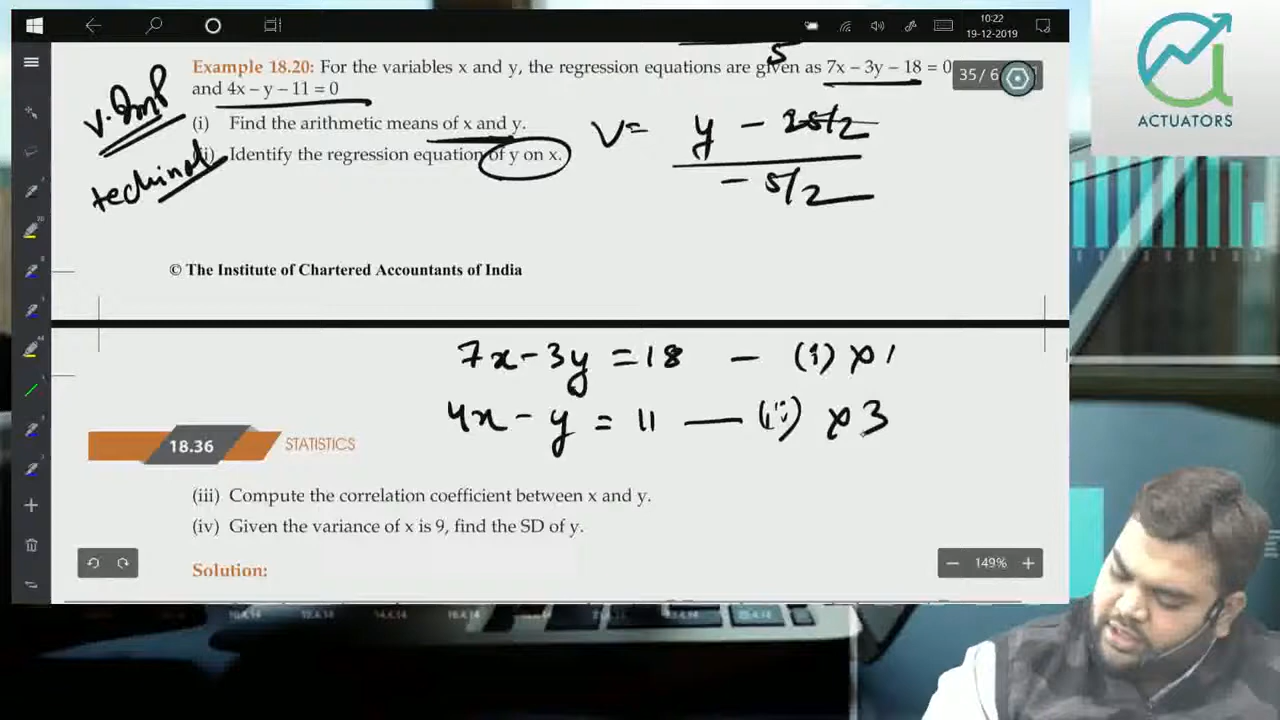 10:22
19-12-2019
5
Example 18.20: For the variables x and y, the regression equations are given as 7x – 3y – 18 = 0
35 / 6
and 4x – y – 11 = 0
V. Imp
(i) Find the arithmetic means of x and y.
V = y - 25/2
- 5/2
Identify the regression equation of y on x.
ACTUATORS
© The Institute of Chartered Accountants of India
7x - 3y = 18 — (i) × 1
4x - y = 11 — (ii) × 3
18.36 STATISTICS
(iii) Compute the correlation coefficient between x and y.
(iv) Given the variance of x is 9, find the SD of y.
149%
Solution: